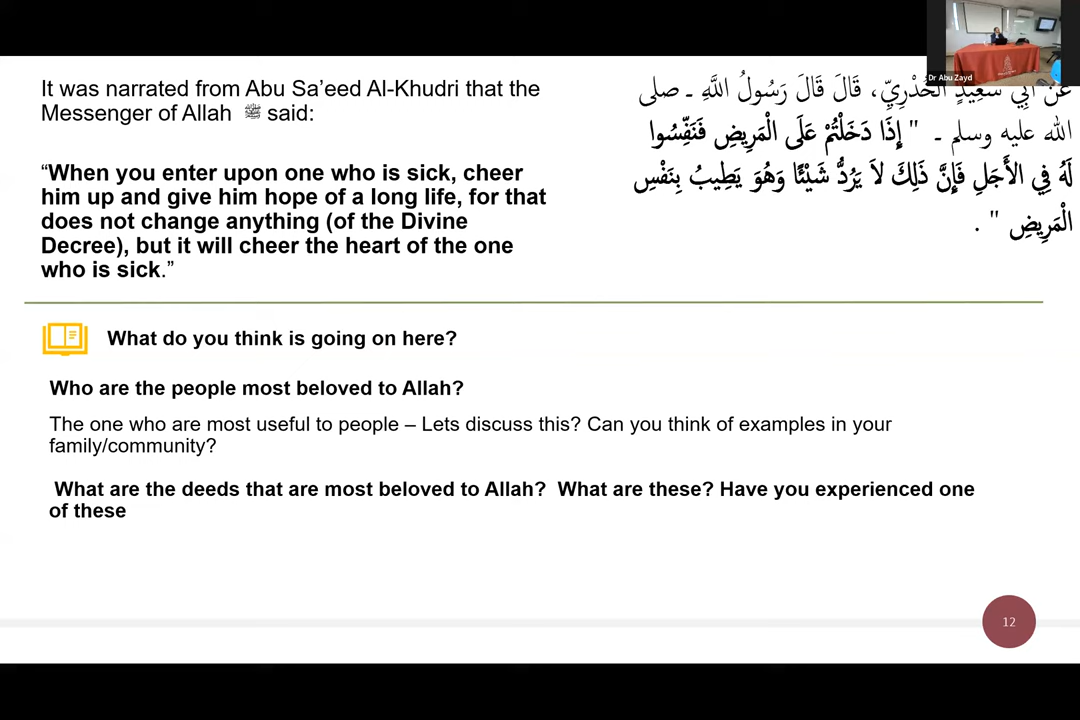 Dr Abu Zayd
It was narrated from Abu Sa’eed Al-Khudri that the
Messenger of Allah ﷺ said:
“When you enter upon one who is sick, cheer
him up and give him hope of a long life, for that
does not change anything (of the Divine
Decree), but it will cheer the heart of the one
who is sick.”
عَنْ أَبِي سَعِيدٍ الْخُدْرِيِّ، قَالَ قَالَ رَسُولُ اللَّهِ ـ صلى
الله عليه وسلم ـ " إِذَا دَخَلْتُمْ عَلَى الْمَرِيضِ فَنَفِّسُوا
لَهُ فِي الأَجَلِ فَإِنَّ ذَلِكَ لاَ يَرُدُّ شَيْئًا وَهُوَ يَطِيبُ بِنَفْسِ
الْمَرِيضِ " .
What do you think is going on here?
Who are the people most beloved to Allah?
The one who are most useful to people – Lets discuss this? Can you think of examples in your
family/community?
What are the deeds that are most beloved to Allah?  What are these? Have you experienced one
of these
12